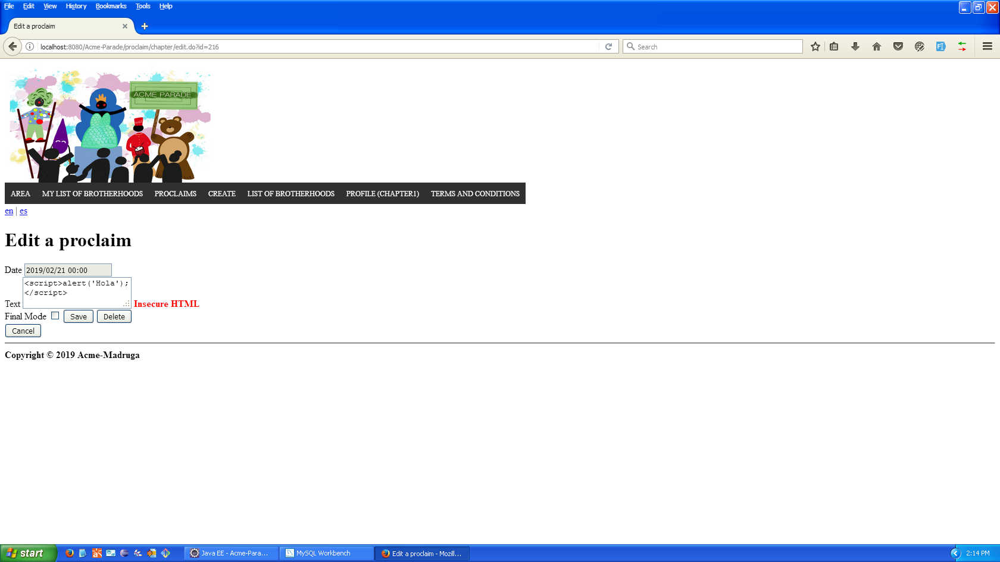 File Edit View History Bookmarks Tools Help
Edit a proclaim
localhost:8080/Acme-Parade/proclaim/chapter/edit.do?id=216
Search
ACME PARADE
AREA MY LIST OF BROTHERHOODS PROCLAIMS CREATE LIST OF BROTHERHOODS PROFILE (CHAPTER1) TERMS AND CONDITIONS
en | es
Edit a proclaim
Date 2019/02/21 00:00
<script>alert('Hola');
</script>
Text Insecure HTML
Final Mode Save Delete
Cancel
Copyright © 2019 Acme-Madruga
start Java EE - Acme-Para... MySQL Workbench Edit a proclaim - Mozill... 2:14 PM